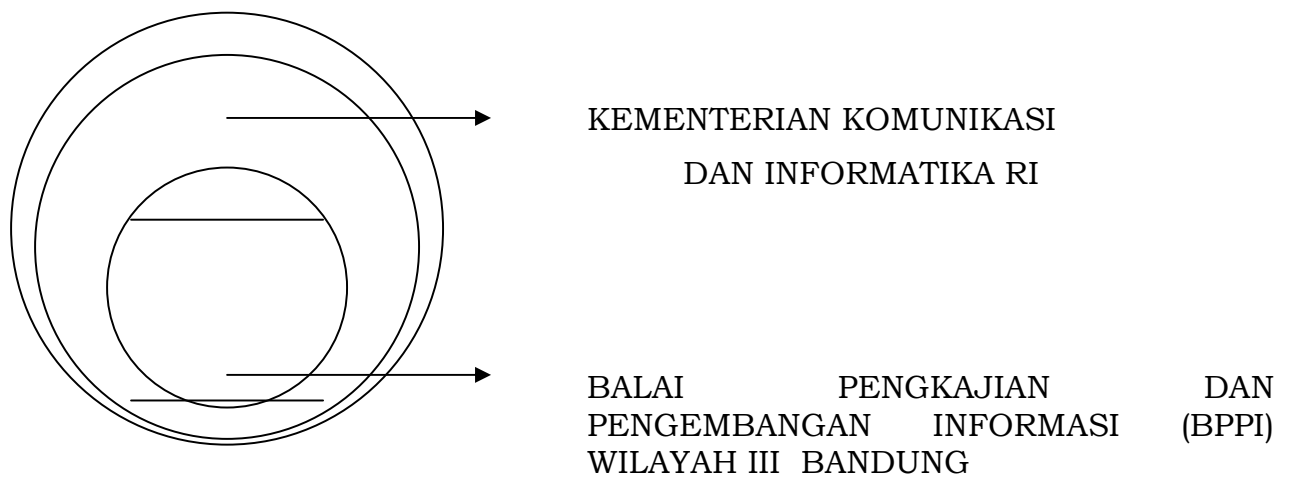 KEMENTERIAN KOMUNIKASI
DAN INFORMATIKA RI
BALAI PENGKAJIAN DAN
PENGEMBANGAN INFORMASI (BPPI)
WILAYAH III BANDUNG